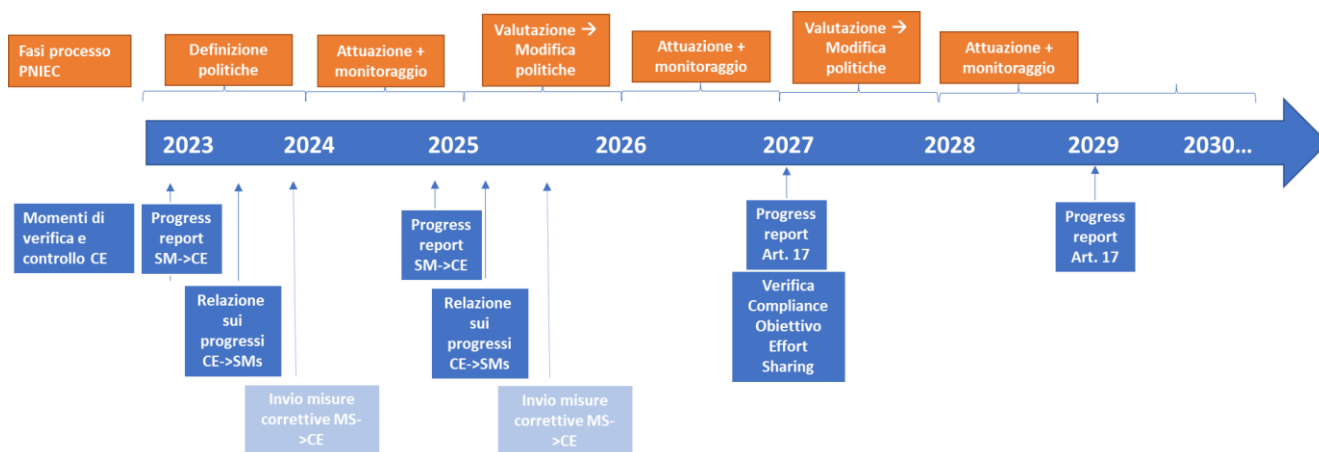 Fasi processo
PNIEC
Definizione
politiche
Attuazione +
monitoraggio
Valutazione →
Modifica
politiche
Attuazione +
monitoraggio
Valutazione →
Modifica
politiche
Attuazione +
monitoraggio
2023 2024 2025 2026 2027 2028 2029 2030...
Momenti di
verifica e
controllo CE
Progress
report
SM->CE
Relazione
sui
progressi
CE->SMs
Invio misure
correttive MS-
>CE
Progress
report
SM->CE
Relazione
sui
progressi
CE->SMs
Invio misure
correttive MS-
>CE
Progress
report
Art. 17
Verifica
Compliance
Obiettivo
Effort
Sharing
Progress
report
Art. 17